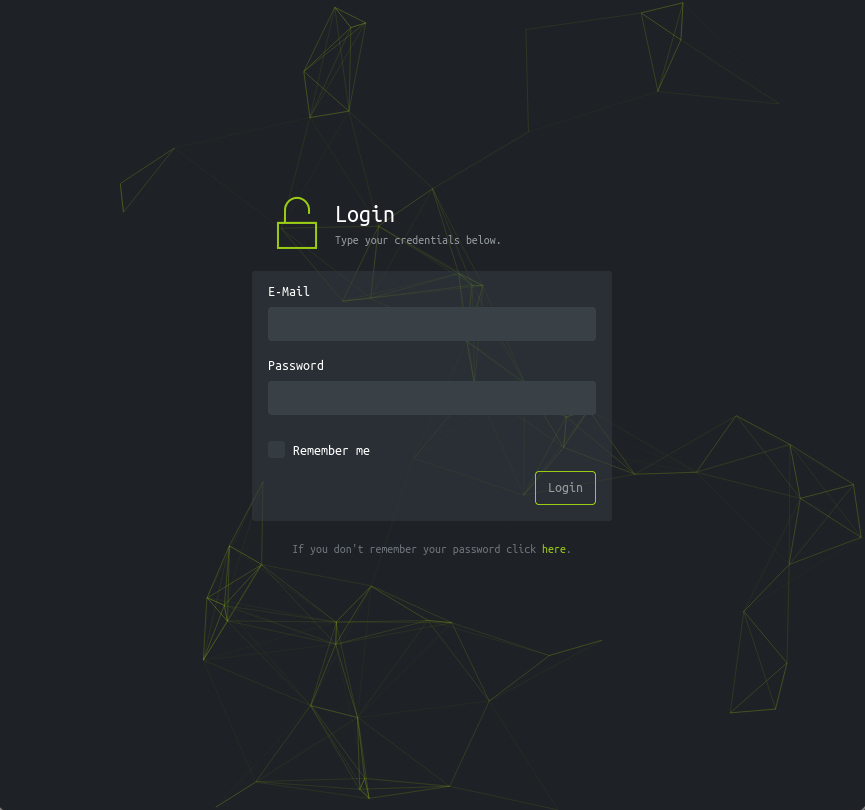 Login
Type your credentials below.
E-Mail
Password
Remember me
Login
If you don't remember your password click here.